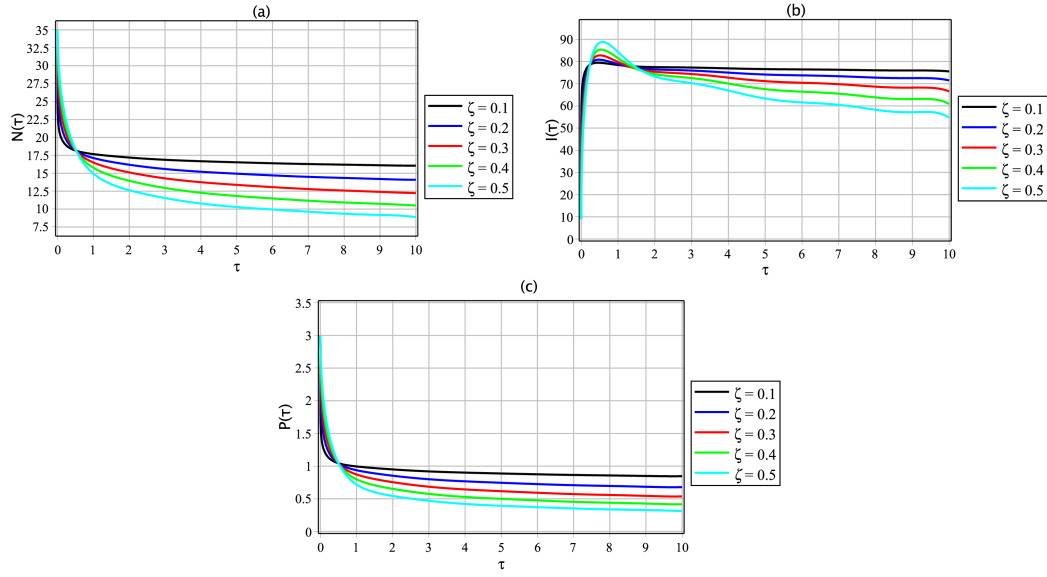 (a)
35
32.5
30
27.5
25
22.5
20
17.5
15
12.5
10
7.5
N(τ)
0 1 2 3 4 5 6 7 8 9 10
τ
ζ = 0.1
ζ = 0.2
ζ = 0.3
ζ = 0.4
ζ = 0.5
(b)
90
80
70
60
50
40
30
20
10
0
I(τ)
0 1 2 3 4 5 6 7 8 9 10
τ
ζ = 0.1
ζ = 0.2
ζ = 0.3
ζ = 0.4
ζ = 0.5
(c)
3.5
3
2.5
2
1.5
1
0.5
0
P(τ)
0 1 2 3 4 5 6 7 8 9 10
τ
ζ = 0.1
ζ = 0.2
ζ = 0.3
ζ = 0.4
ζ = 0.5